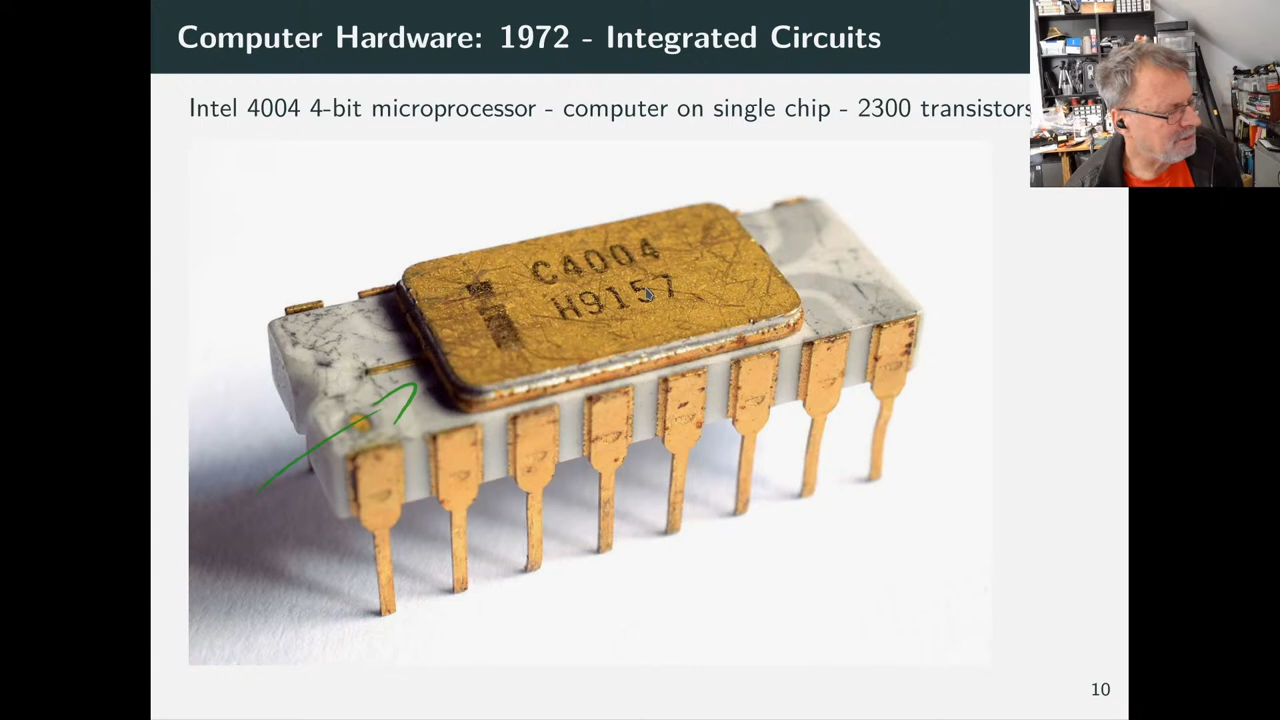 Computer Hardware: 1972 - Integrated Circuits
Intel 4004 4-bit microprocessor - computer on single chip - 2300 transistors
C4004
H9157
10